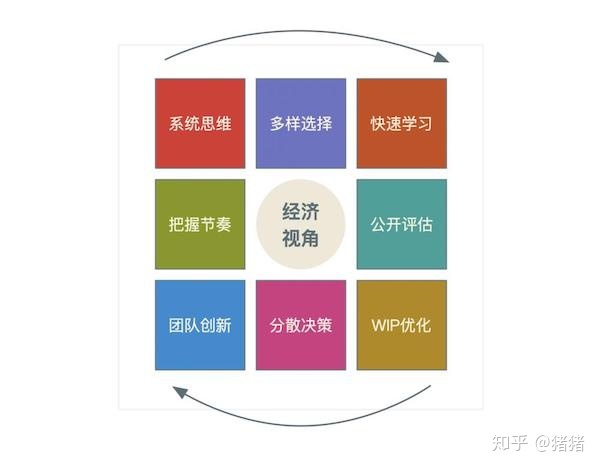 系统思维
多样选择
快速学习
把握节奏
经济
视角
公开评估
团队创新
分散决策
WIP优化
知乎 @猪猪